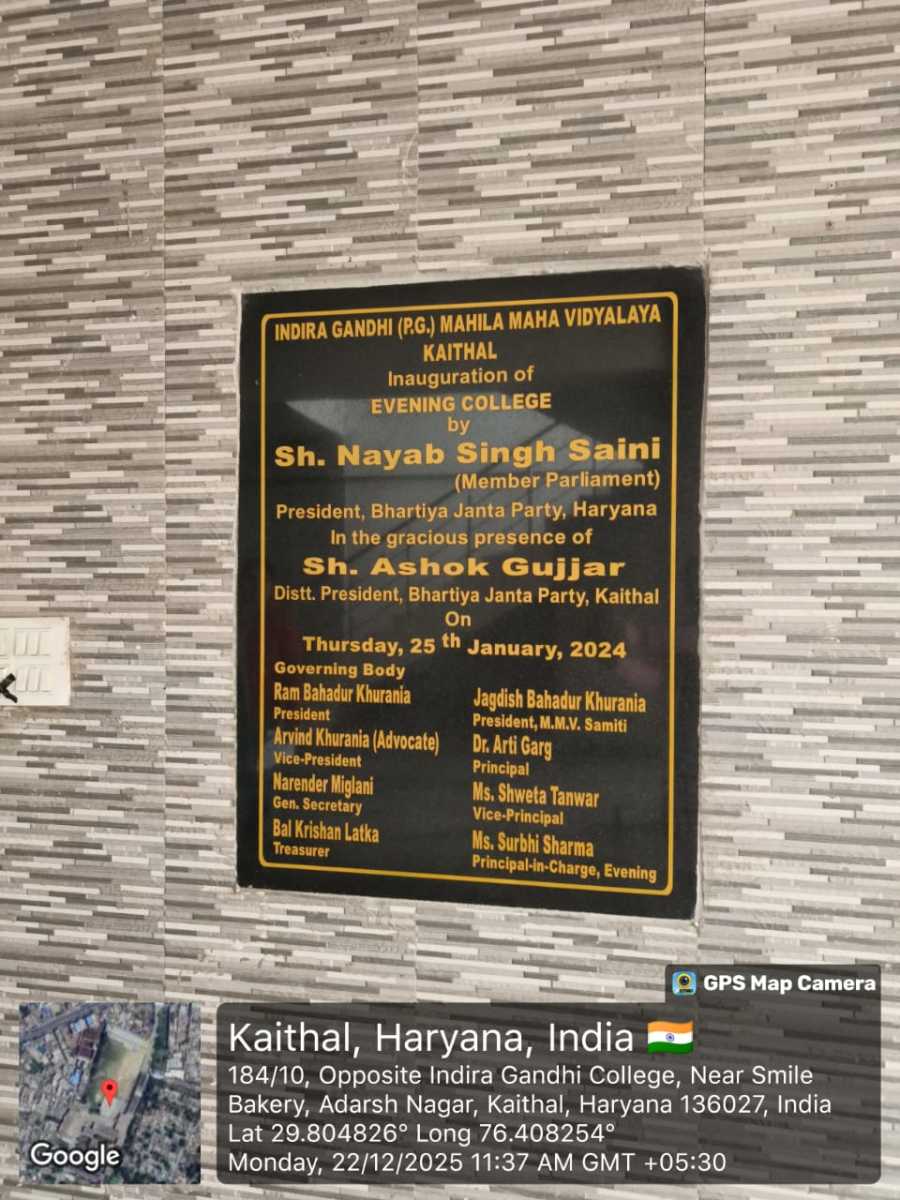 INDIRA GANDHI (P.G.) MAHILA MAHA VIDYALAYA
KAITHAL
Inauguration of
EVENING COLLEGE
by
Sh. Nayab Singh Saini
(Member Parliament)
President, Bhartiya Janta Party, Haryana
In the gracious presence of
Sh. Ashok Gujjar
Distt. President, Bhartiya Janta Party, Kaithal
On
Thursday, 25th January, 2024
Governing Body
Ram Bahadur Khurania
President
Arvind Khurania (Advocate)
Vice-President
Narender Miglani
Gen. Secretary
Bal Krishan Latka
Treasurer
Jagdish Bahadur Khurania
President, M.M.V. Samiti
Dr. Arti Garg
Principal
Ms. Shweta Tanwar
Vice-Principal
Ms. Surbhi Sharma
Principal-in-Charge, Evening
GPS Map Camera
Google
Kaithal, Haryana, India
184/10, Opposite Indira Gandhi College, Near Smile
Bakery, Adarsh Nagar, Kaithal, Haryana 136027, India
Lat 29.804826° Long 76.408254°
Monday, 22/12/2025 11:37 AM GMT +05:30